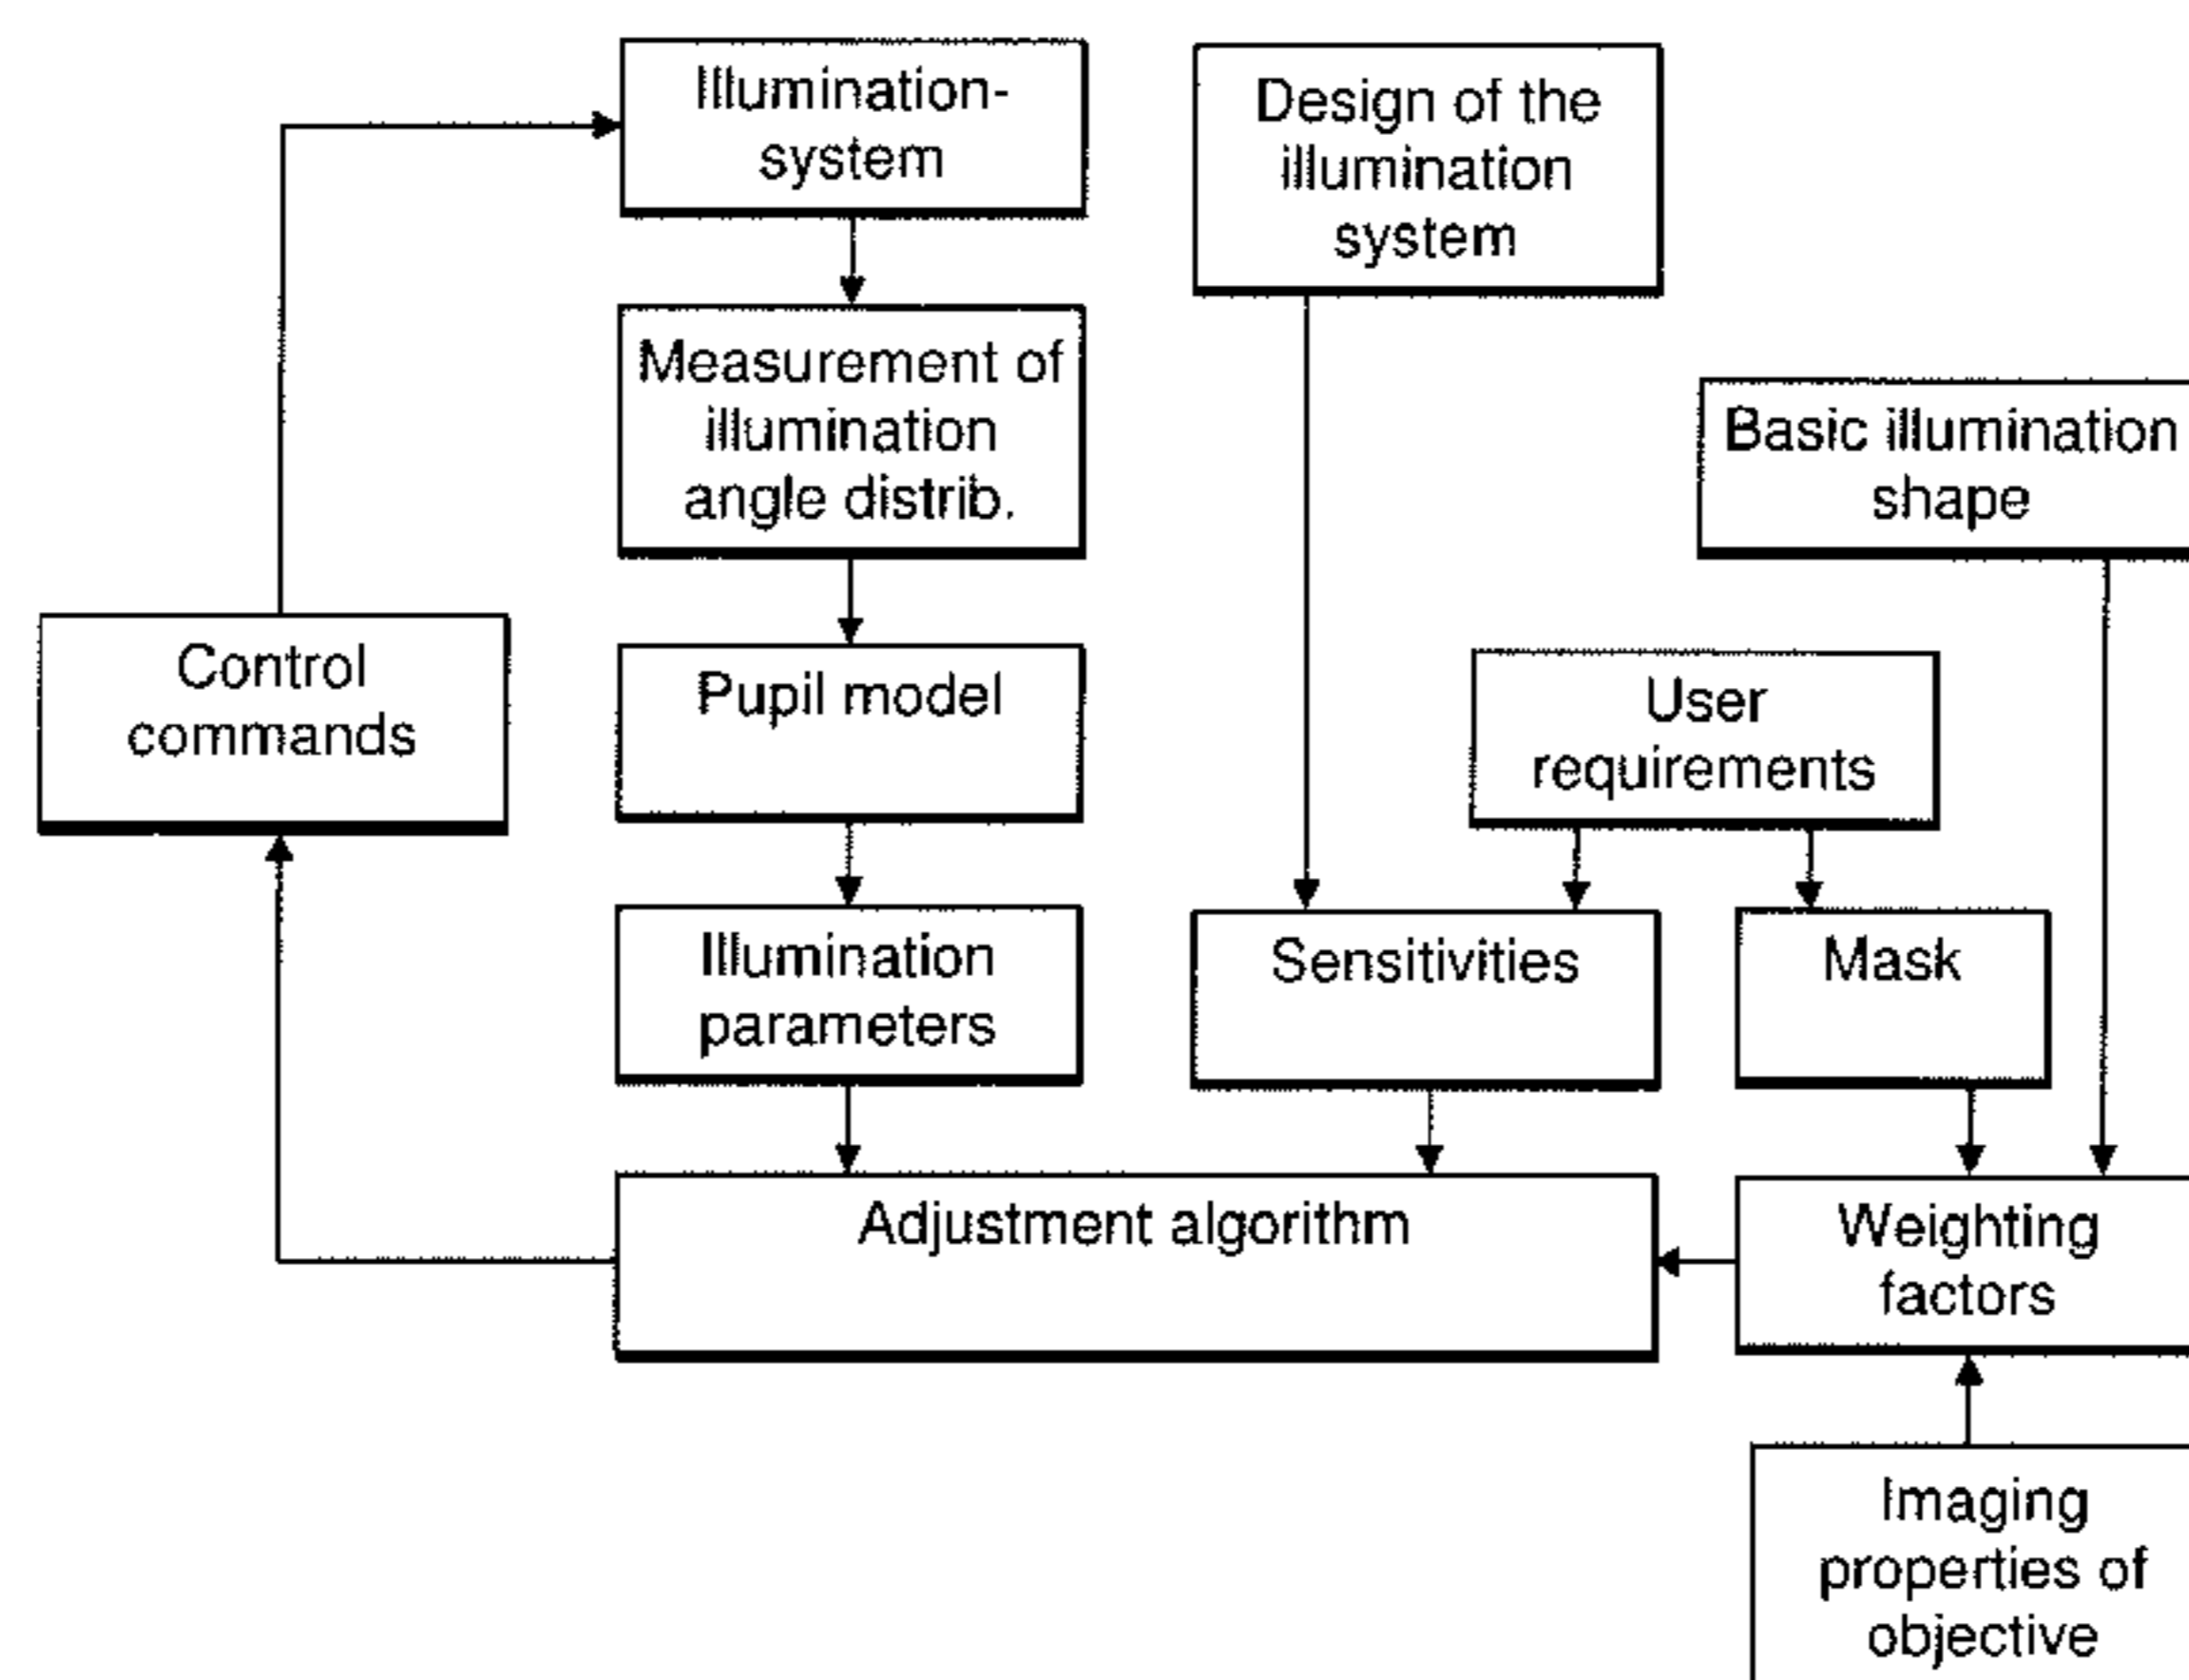 Illumination-
system
Design of the
illumination
system
Measurement of
illumination
angle distrib.
Basic illumination
shape
Control
commands
Pupil model
User
requirements
Illumination
parameters
Sensitivities
Mask
Adjustment algorithm
Weighting
factors
Imaging
properties of
objective